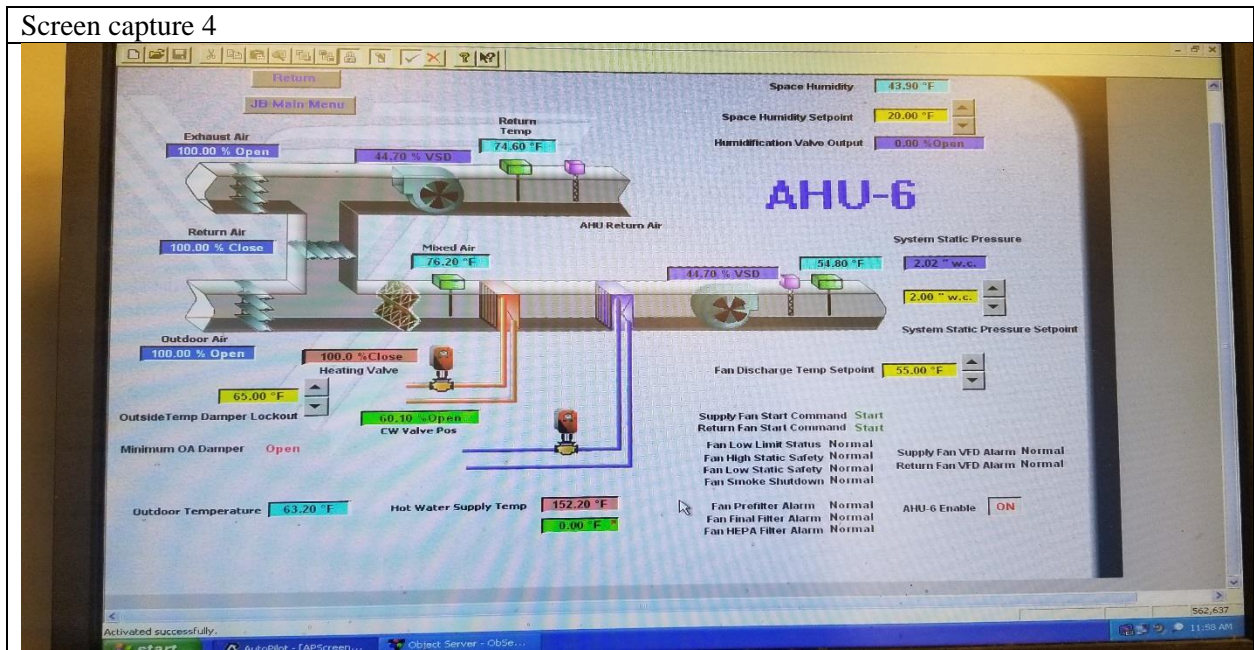 Screen capture 4
Return
JB Main Menu
Space Humidity 43.90 °F
Space Humidity Setpoint 20.00 °F
Humidification Valve Output 0.00 %Open
Exhaust Air
100.00 % Open
44.70 % VSD
Return
Temp
74.60 °F
AHU-6
AHU Return Air
Return Air
100.00 % Close
Mixed Air
76.20 °F
44.70 % VSD
54.80 °F
System Static Pressure
2.02 " w.c.
2.00 " w.c.
System Static Pressure Setpoint
Outdoor Air
100.00 % Open
100.0 %Close
Heating Valve
Fan Discharge Temp Setpoint 55.00 °F
65.00 °F
OutsideTemp Damper Lockout
60.10 %Open
CW Valve Pos
Minimum OA Damper Open
Supply Fan Start Command Start
Return Fan Start Command Start
Fan Low Limit Status Normal
Fan High Static Safety Normal
Fan Low Static Safety Normal
Fan Smoke Shutdown Normal
Supply Fan VFD Alarm Normal
Return Fan VFD Alarm Normal
Outdoor Temperature 63.20 °F
Hot Water Supply Temp 152.20 °F
0.00 °F
Fan Prefilter Alarm Normal
Fan Final Filter Alarm Normal
Fan HEPA Filter Alarm Normal
AHU-6 Enable ON
562,637
Activated successfully.
start
AutoPilot - [APScreen...
Object Server - ObSe...
11:58 AM